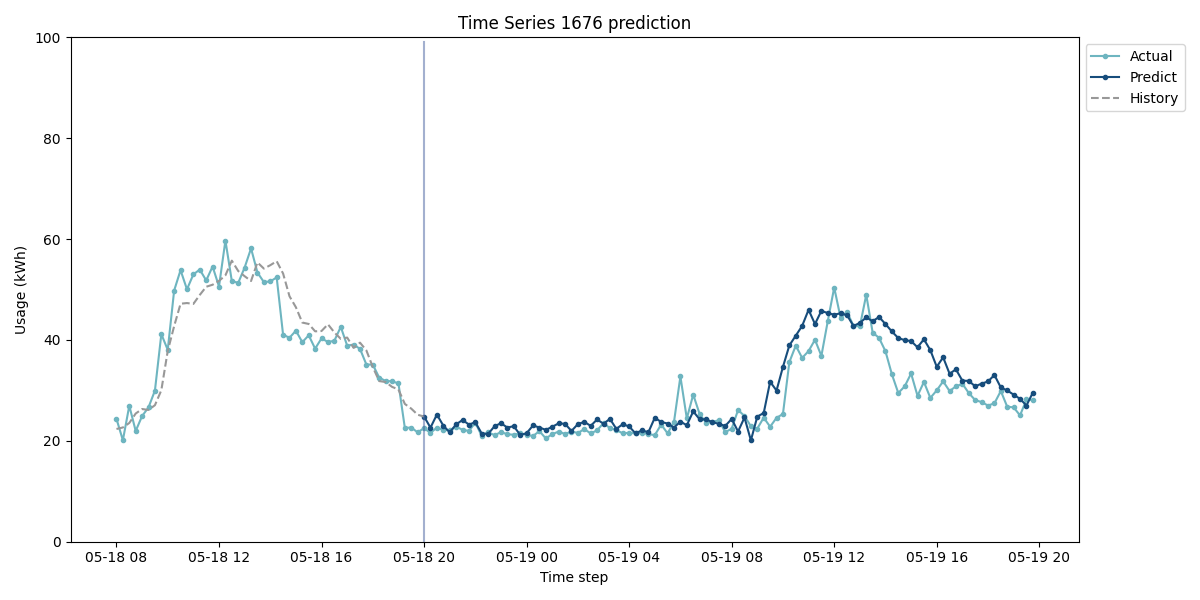 Time Series 1676 prediction
100
80
60
40
20
0
Usage (kWh)
05-18 08
05-18 12
05-18 16
05-18 20
05-19 00
05-19 04
05-19 08
05-19 12
05-19 16
05-19 20
Time step
Actual
Predict
History